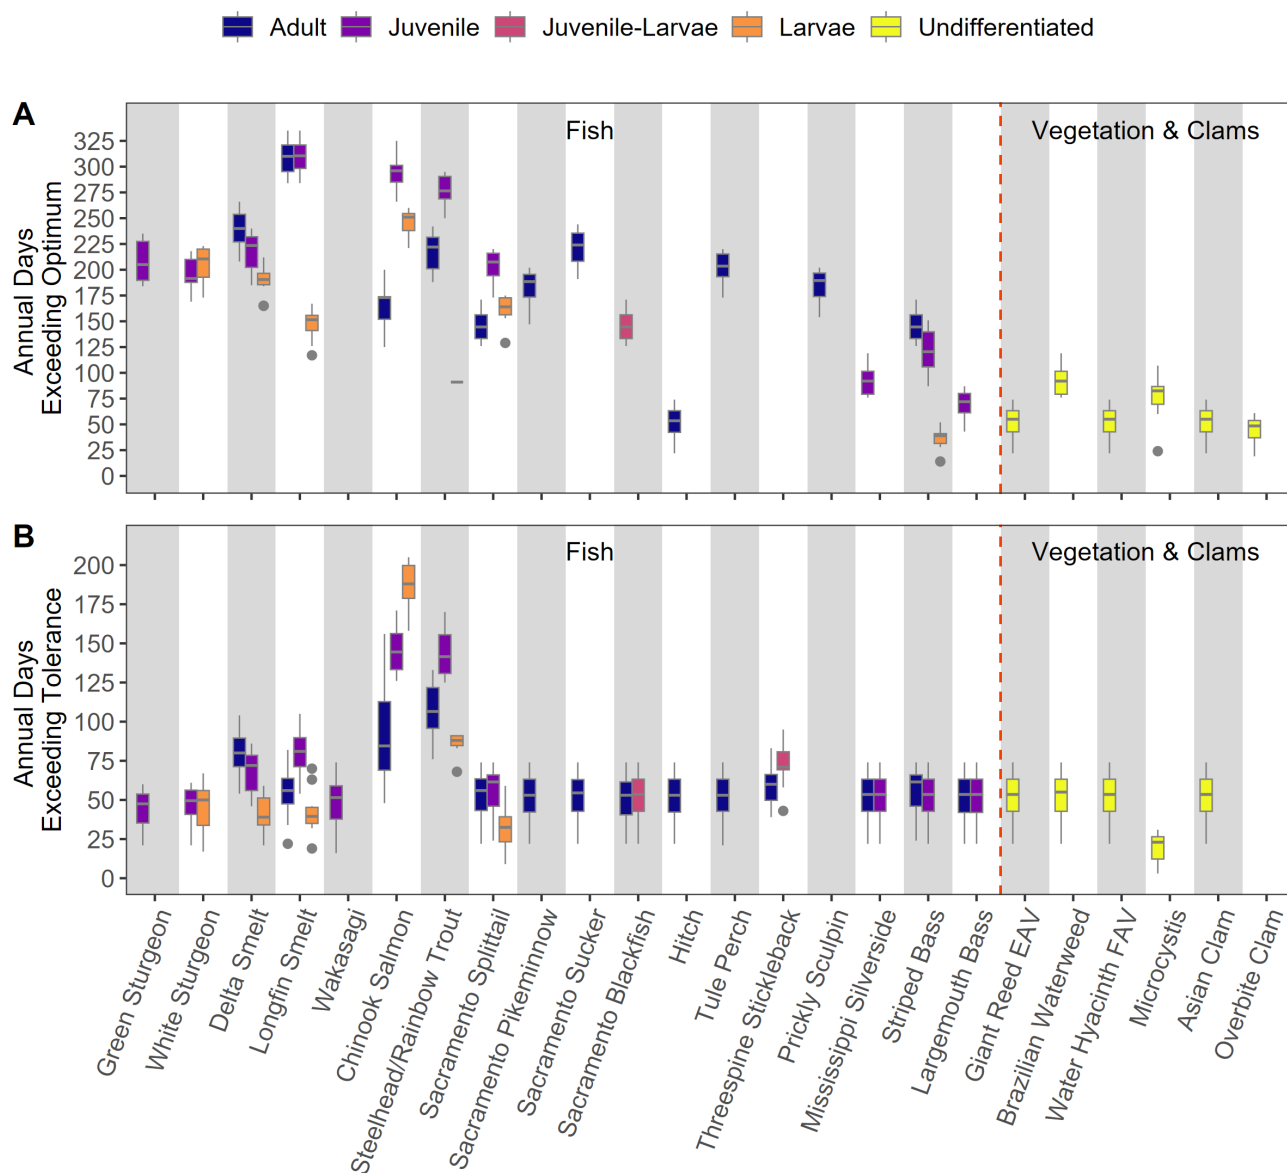 Adult Juvenile Juvenile-Larvae Larvae Undifferentiated
A
Fish
Vegetation & Clams
Annual Days
Exceeding Optimum
325
300
275
250
225
200
175
150
125
100
75
50
25
0
B
Fish
Vegetation & Clams
Annual Days
Exceeding Tolerance
200
175
150
125
100
75
50
25
0
Green Sturgeon
White Sturgeon
Delta Smelt
Longfin Smelt
Wakasagi
Chinook Salmon
Steelhead/Rainbow Trout
Sacramento Splittail
Sacramento Pikeminnow
Sacramento Sucker
Sacramento Blackfish
Hitch
Tule Perch
Threespine Stickleback
Prickly Sculpin
Mississippi Silverside
Striped Bass
Largemouth Bass
Giant Reed EAV
Brazilian Waterweed
Water Hyacinth FAV
Microcystis
Asian Clam
Overbite Clam